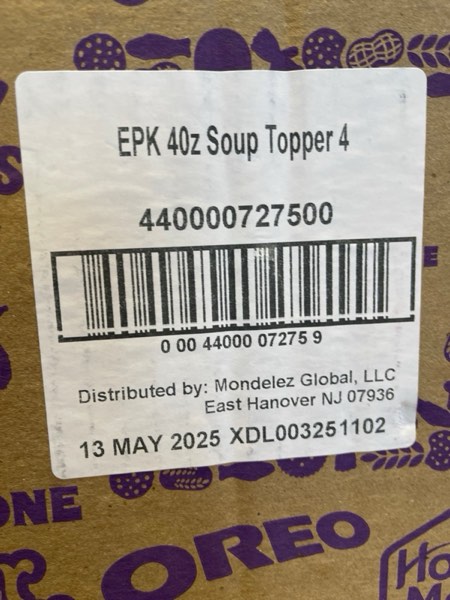 EPK 40z Soup Topper 4
440000727500
0 00 44000 07275 9
Distributed by: Mondelez Global, LLC
East Hanover NJ 07936
13 MAY 2025 XDL003251102
ONE
OREO